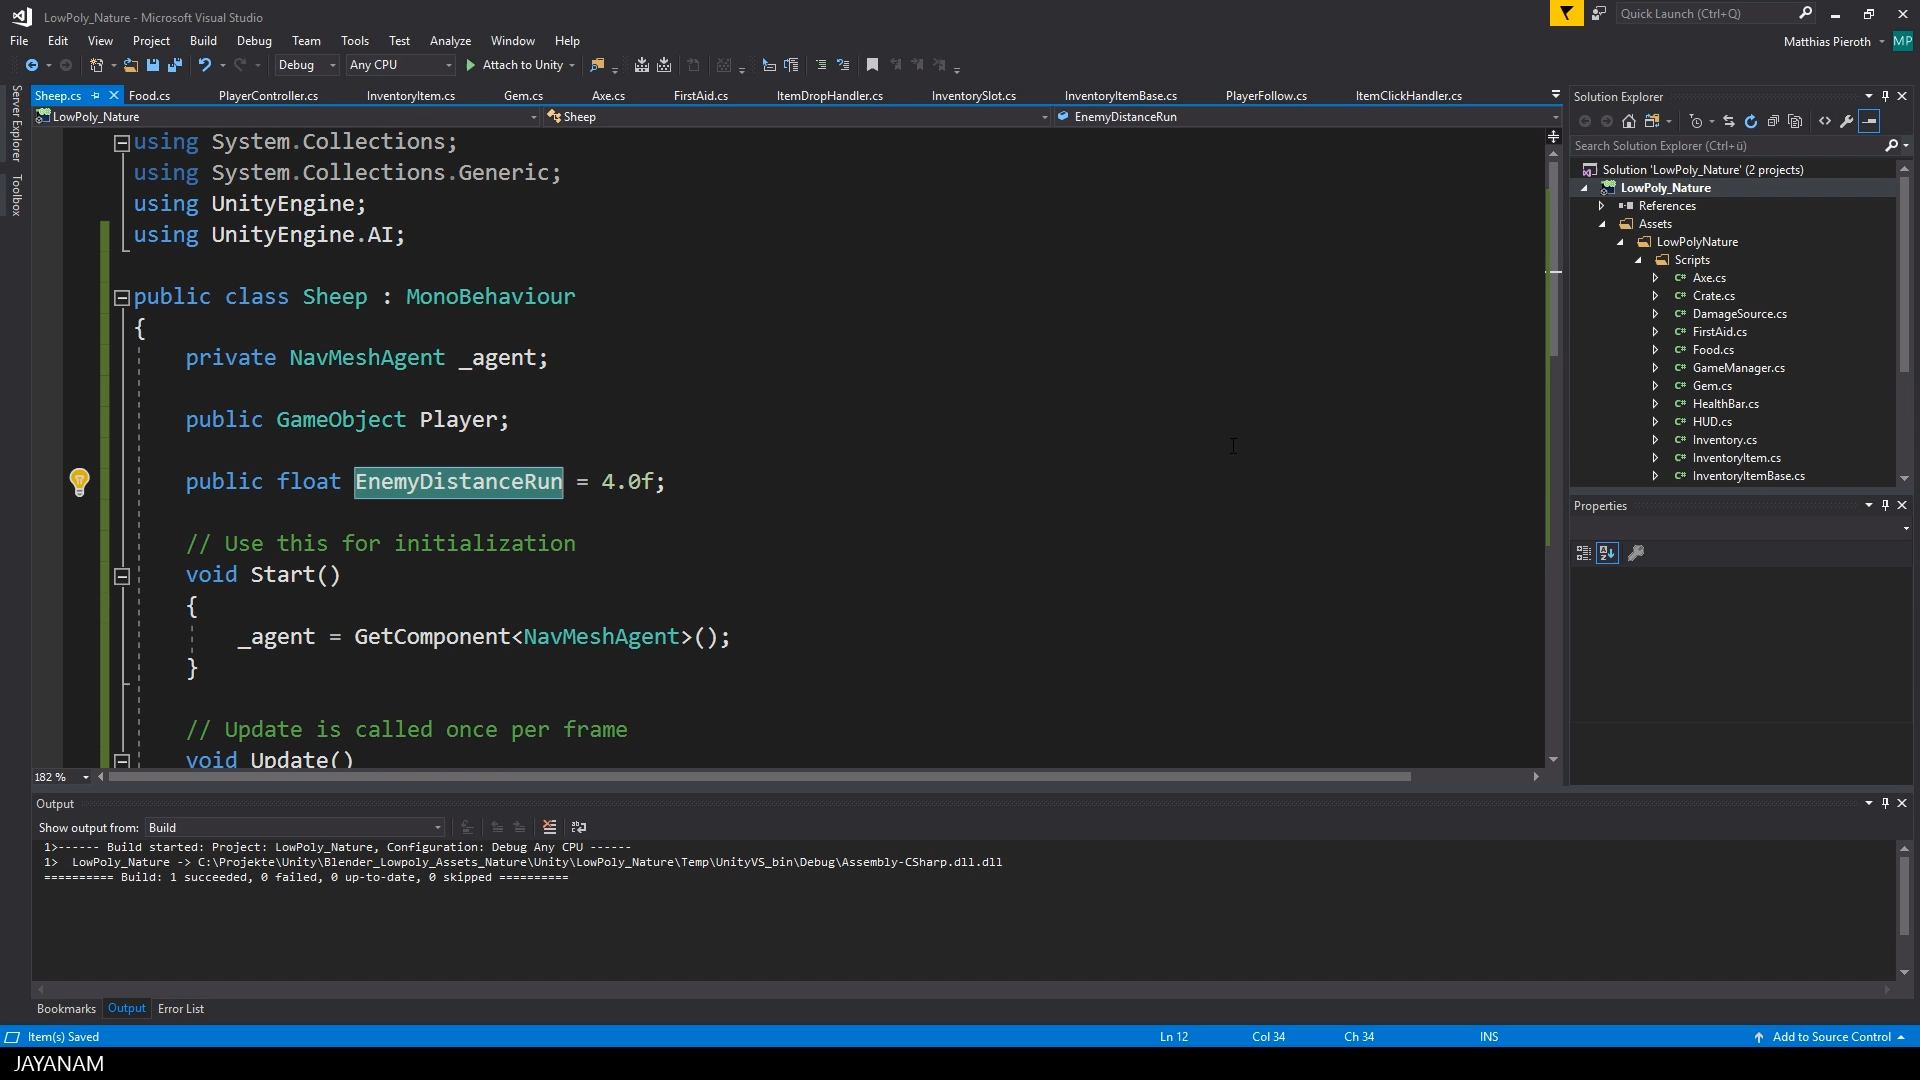 LowPoly_Nature - Microsoft Visual Studio
Quick Launch (Ctrl+Q)
File Edit View Project Build Debug Team Tools Test Analyze Window Help
Matthias Pieroth MP
Debug Any CPU Attach to Unity
Server Explorer
Toolbox
Sheep.cs Food.cs PlayerController.cs InventoryItem.cs Gem.cs Axe.cs FirstAid.cs ItemDropHandler.cs InventorySlot.cs InventoryItemBase.cs PlayerFollow.cs ItemClickHandler.cs
LowPoly_Nature Sheep EnemyDistanceRun
using System.Collections;
using System.Collections.Generic;
using UnityEngine;
using UnityEngine.AI;
public class Sheep : MonoBehaviour
{
private NavMeshAgent _agent;
public GameObject Player;
public float EnemyDistanceRun = 4.0f;
// Use this for initialization
void Start()
{
_agent = GetComponent<NavMeshAgent>();
}
// Update is called once per frame
void Update()
182 %
Solution Explorer
Search Solution Explorer (Ctrl+ü)
Solution 'LowPoly_Nature' (2 projects)
LowPoly_Nature
References
Assets
LowPolyNature
Scripts
C# Axe.cs
C# Crate.cs
C# DamageSource.cs
C# FirstAid.cs
C# Food.cs
C# GameManager.cs
C# Gem.cs
C# HealthBar.cs
C# HUD.cs
C# Inventory.cs
C# InventoryItem.cs
C# InventoryItemBase.cs
Properties
Output
Show output from: Build
1>------ Build started: Project: LowPoly_Nature, Configuration: Debug Any CPU ------
1>  LowPoly_Nature -> C:\Projekte\Unity\Blender_Lowpoly_Assets_Nature\Unity\LowPoly_Nature\Temp\UnityVS_bin\Debug\Assembly-CSharp.dll.dll
========== Build: 1 succeeded, 0 failed, 0 up-to-date, 0 skipped ==========
Bookmarks Output Error List
Item(s) Saved Ln 12 Col 34 Ch 34 INS Add to Source Control
JAYANAM